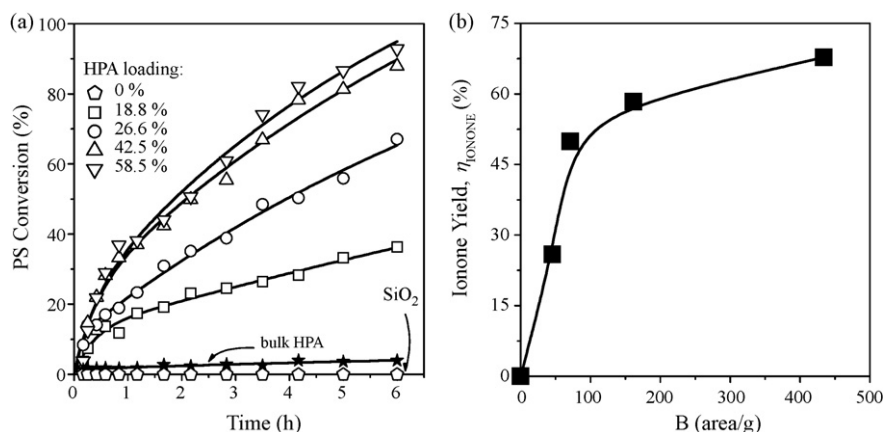 (a)
100
80
60
40
20
0
PS Conversion (%)
HPA loading:
0 %
18.8 %
26.6 %
42.5 %
58.5 %
SiO2
bulk HPA
0 1 2 3 4 5 6 7
Time (h)
(b)
75
60
45
30
15
0
Ionone Yield, ηIONONE (%)
0 100 200 300 400 500
B (area/g)